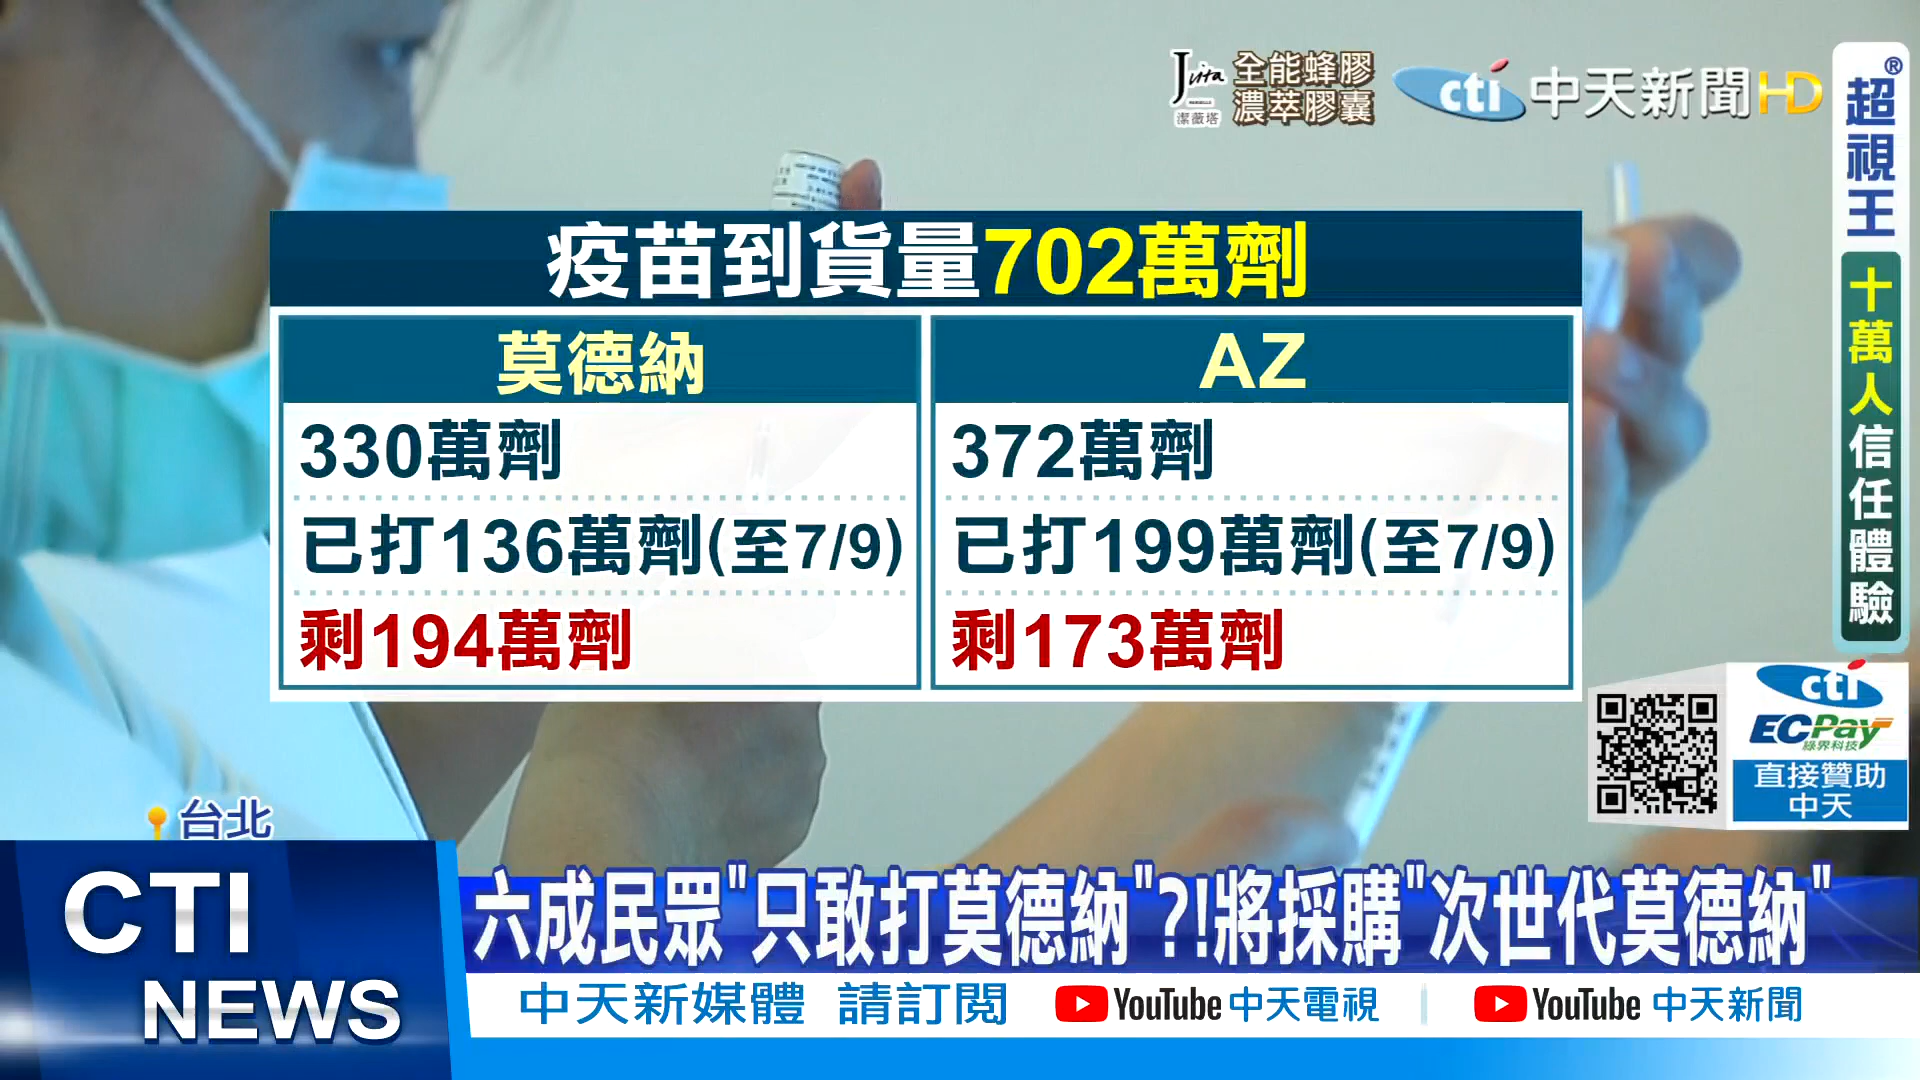 Jvita
MARSEILLE
潔薇塔
全能蜂膠
濃萃膠囊
cti 中天新聞HD
超視王®
十萬人信任體驗
疫苗到貨量702萬劑
莫德納
AZ
330萬劑
372萬劑
已打136萬劑(至7/9)
已打199萬劑(至7/9)
剩194萬劑
剩173萬劑
cti
ECPay
綠界科技
直接贊助
中天
台北
CTI
NEWS
六成民眾"只敢打莫德納"?!將採購"次世代莫德納"
中天新媒體 請訂閱 YouTube 中天電視 | YouTube 中天新聞